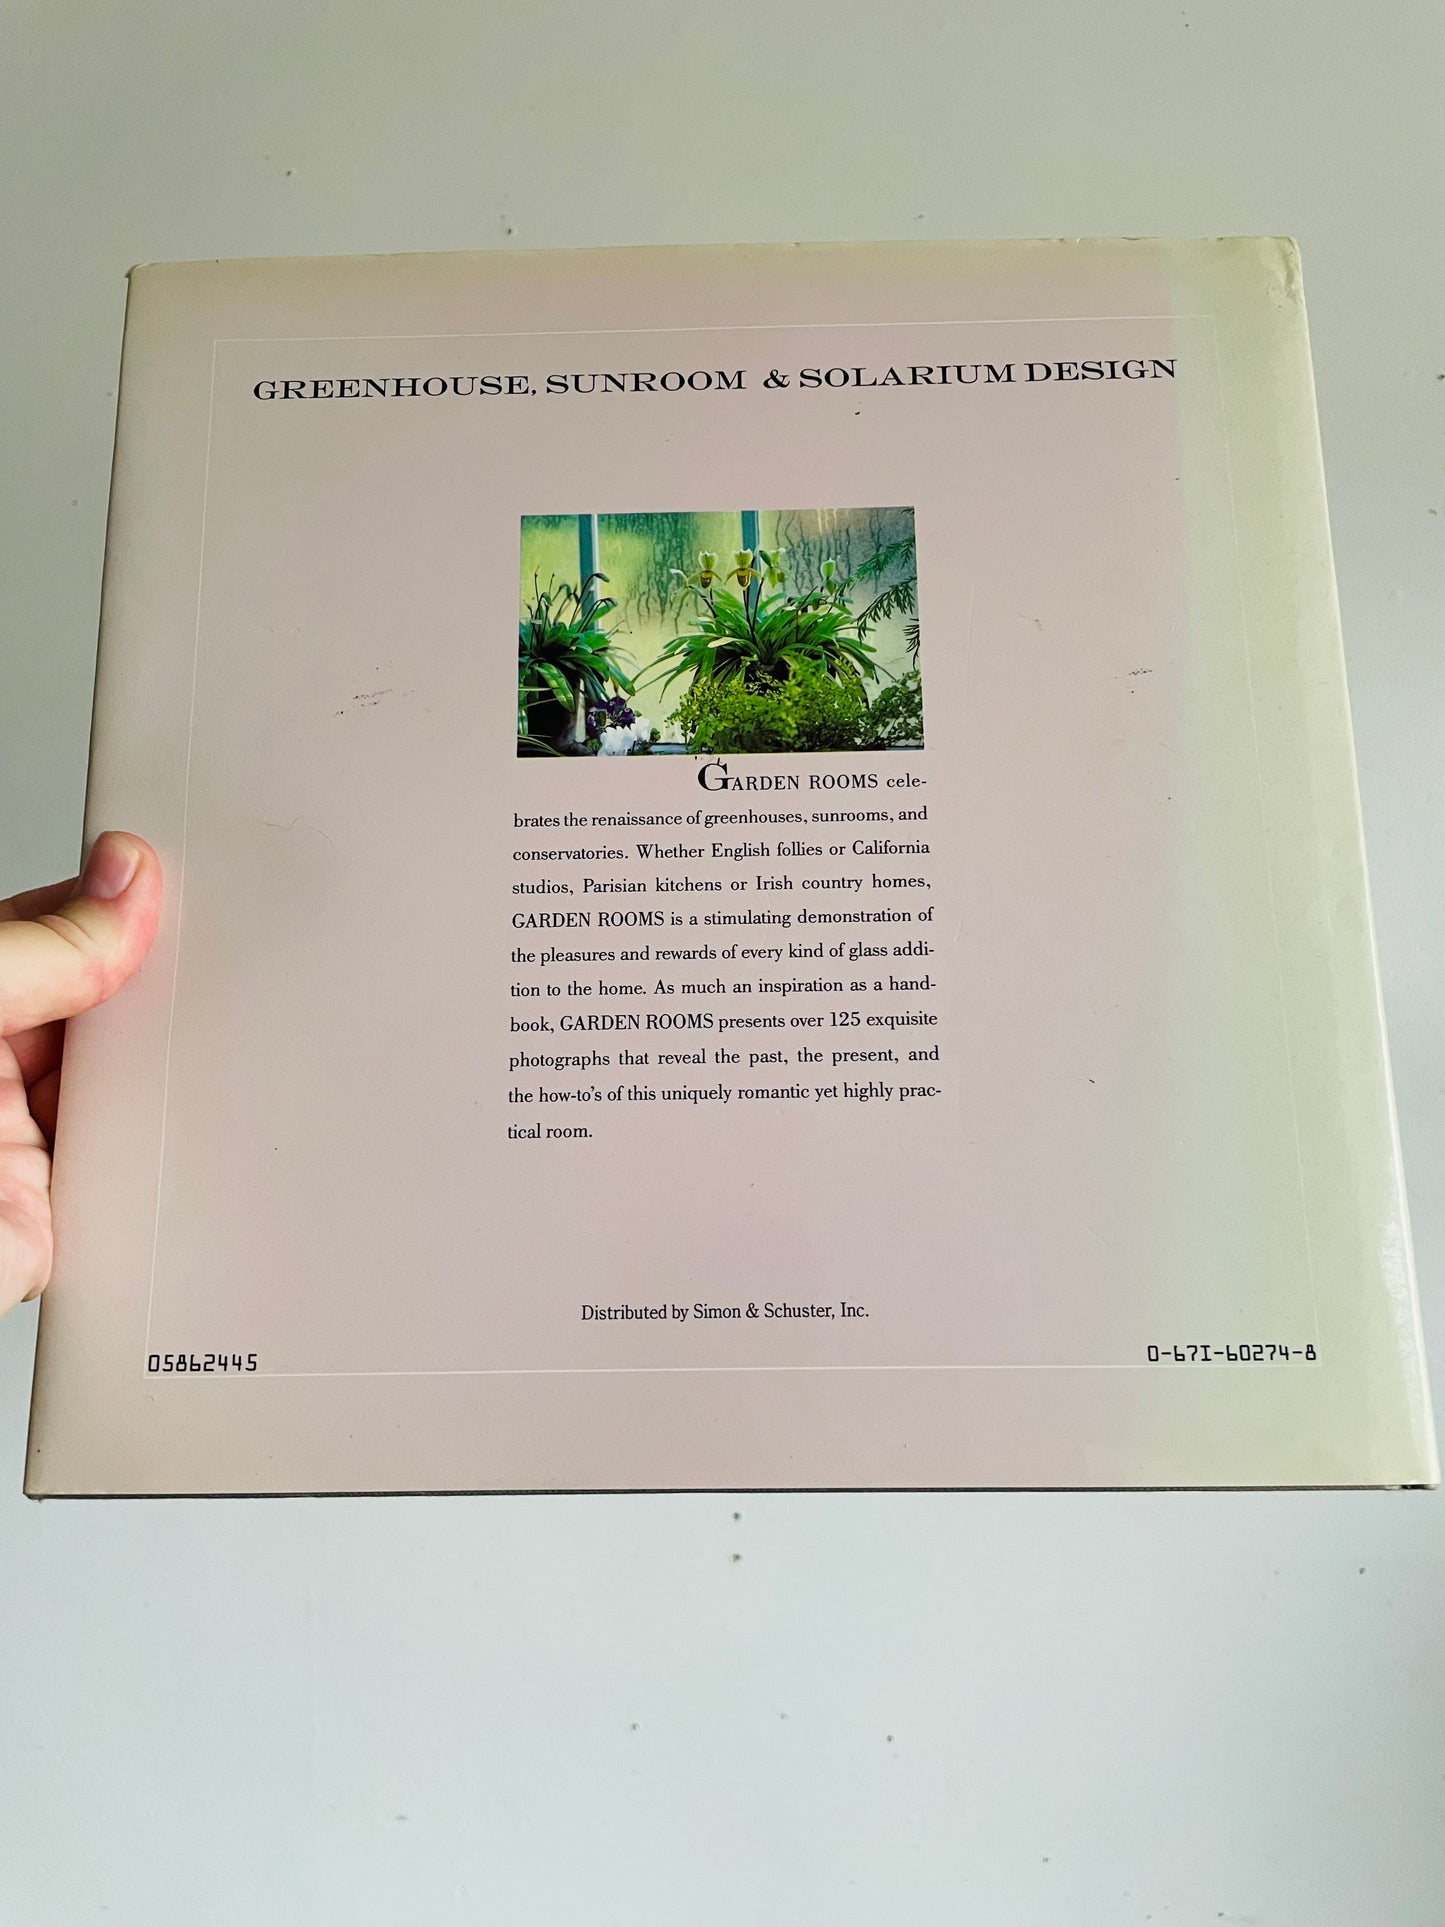 GREENHOUSE, SUNROOM & SOLARIUM DESIGN
GARDEN ROOMS cele-
brates the renaissance of greenhouses, sunrooms, and
conservatories. Whether English follies or California
studios, Parisian kitchens or Irish country homes,
GARDEN ROOMS is a stimulating demonstration of
the pleasures and rewards of every kind of glass addi-
tion to the home. As much an inspiration as a hand-
book, GARDEN ROOMS presents over 125 exquisite
photographs that reveal the past, the present, and
the how-to's of this uniquely romantic yet highly prac-
tical room.
Distributed by Simon & Schuster, Inc.
05862445
0-671-60274-8